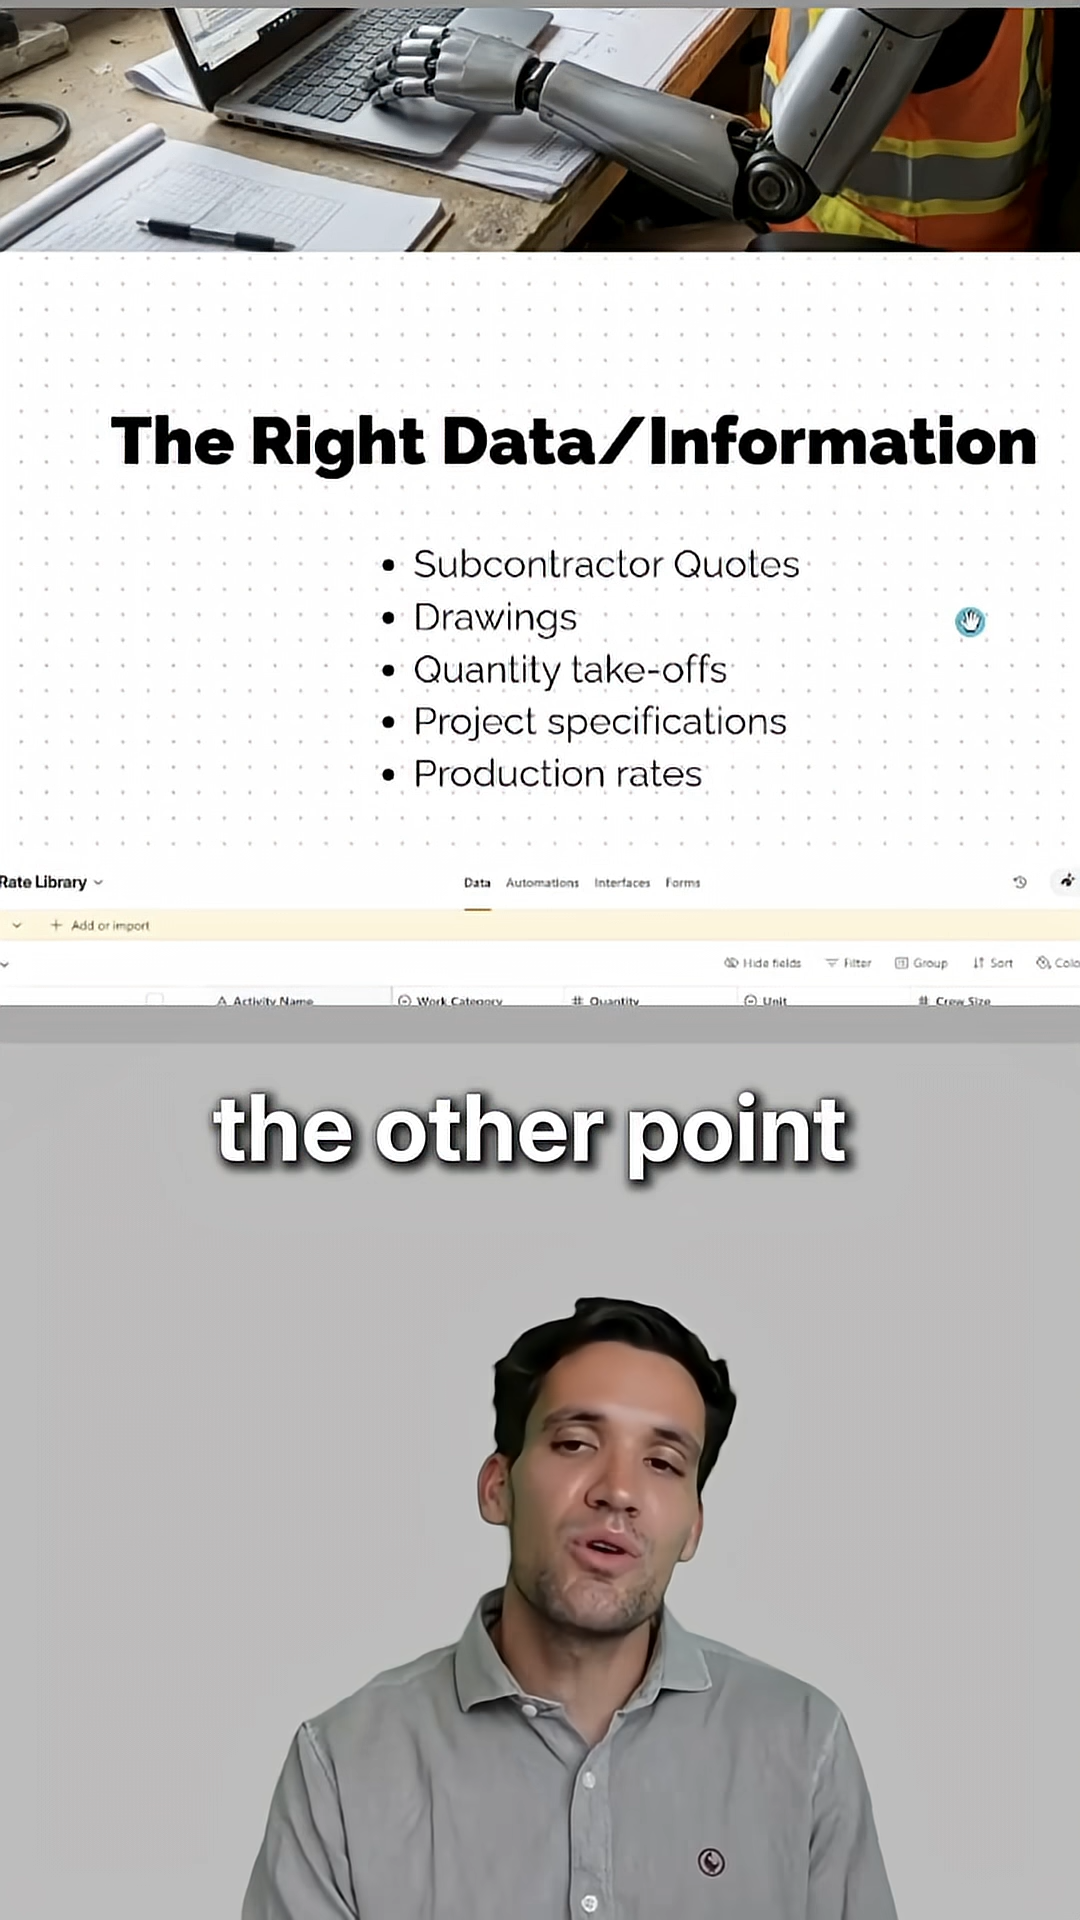 The Right Data/Information
• Subcontractor Quotes
• Drawings
• Quantity take-offs
• Project specifications
• Production rates
Rate Library
Data Automations Interfaces Forms
+ Add or import
Hide fields Filter Group Sort Colo
Activity Name Work Category # Quantity Unit # Crew Size
the other point